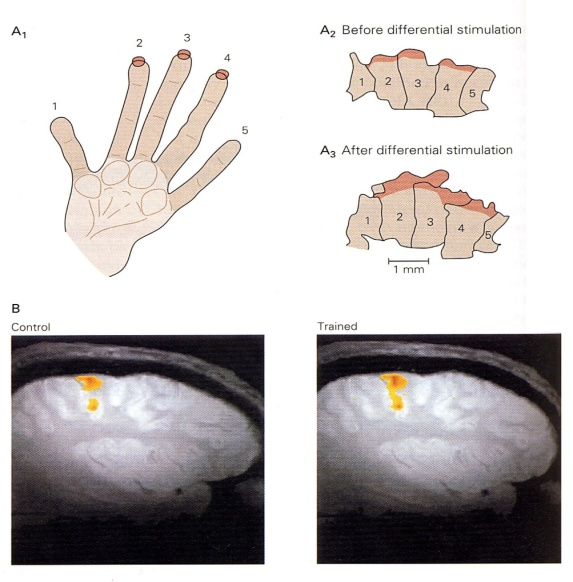 A₁
1
2
3
4
5
A₂ Before differential stimulation
1 2 3 4 5
A₃ After differential stimulation
1 2 3 4 5
1 mm
B
Control
Trained